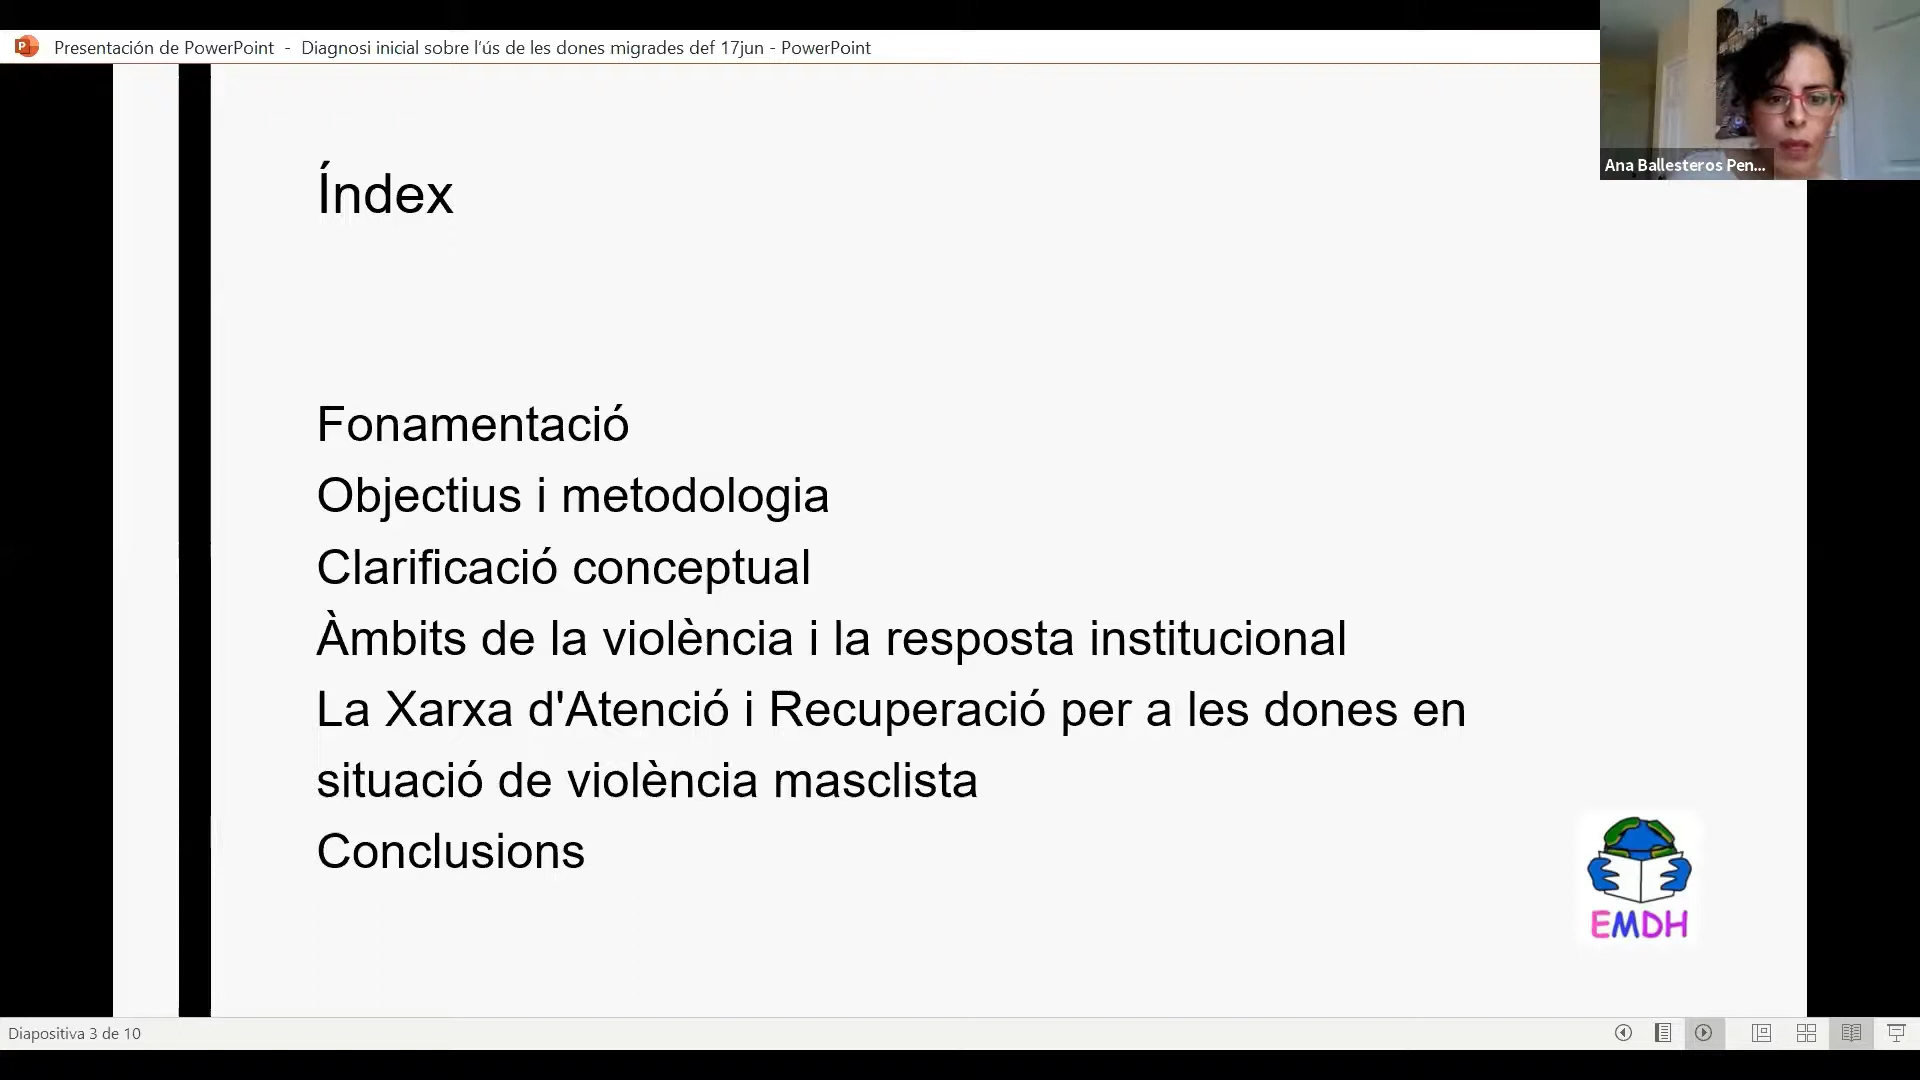 Presentación de PowerPoint - Diagnosi inicial sobre l'ús de les dones migrades def 17jun - PowerPoint
Ana Ballesteros Pen...
Índex
Fonamentació
Objectius i metodologia
Clarificació conceptual
Àmbits de la violència i la resposta institucional
La Xarxa d'Atenció i Recuperació per a les dones en
situació de violència masclista
Conclusions
EMDH
Diapositiva 3 de 10